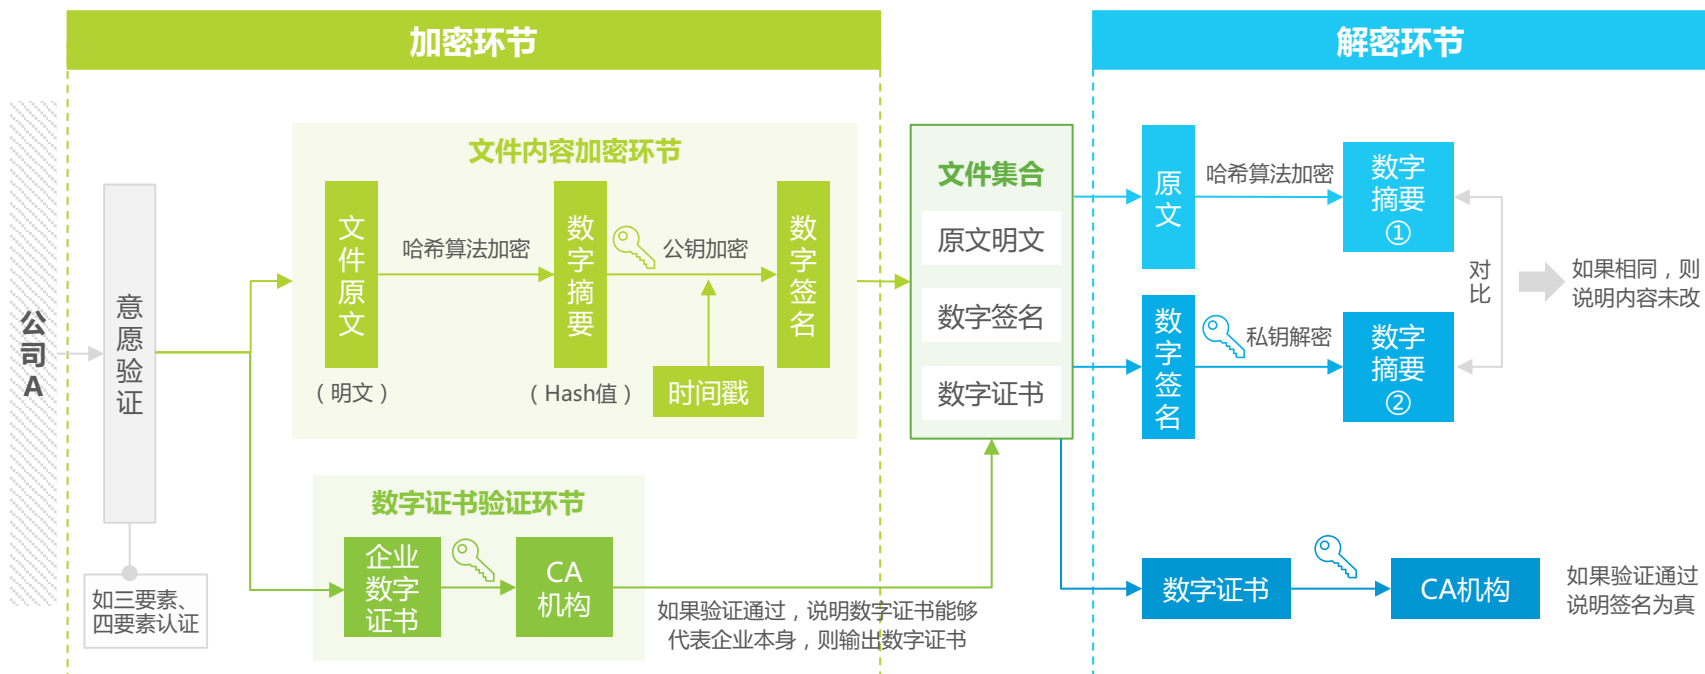 加密环节
解密环节
公司A
意愿验证
如三要素、
四要素认证
文件内容加密环节
文件原文
（明文）
哈希算法加密
数字摘要
（Hash值）
公钥加密
时间戳
数字签名
数字证书验证环节
企业
数字
证书
CA
机构
如果验证通过，说明数字证书能够
代表企业本身，则输出数字证书
文件集合
原文明文
数字签名
数字证书
原文
哈希算法加密
数字
摘要
①
数字签名
私钥解密
数字
摘要
②
对比
如果相同，则
说明内容未改
数字证书
CA机构
如果验证通过
说明签名为真